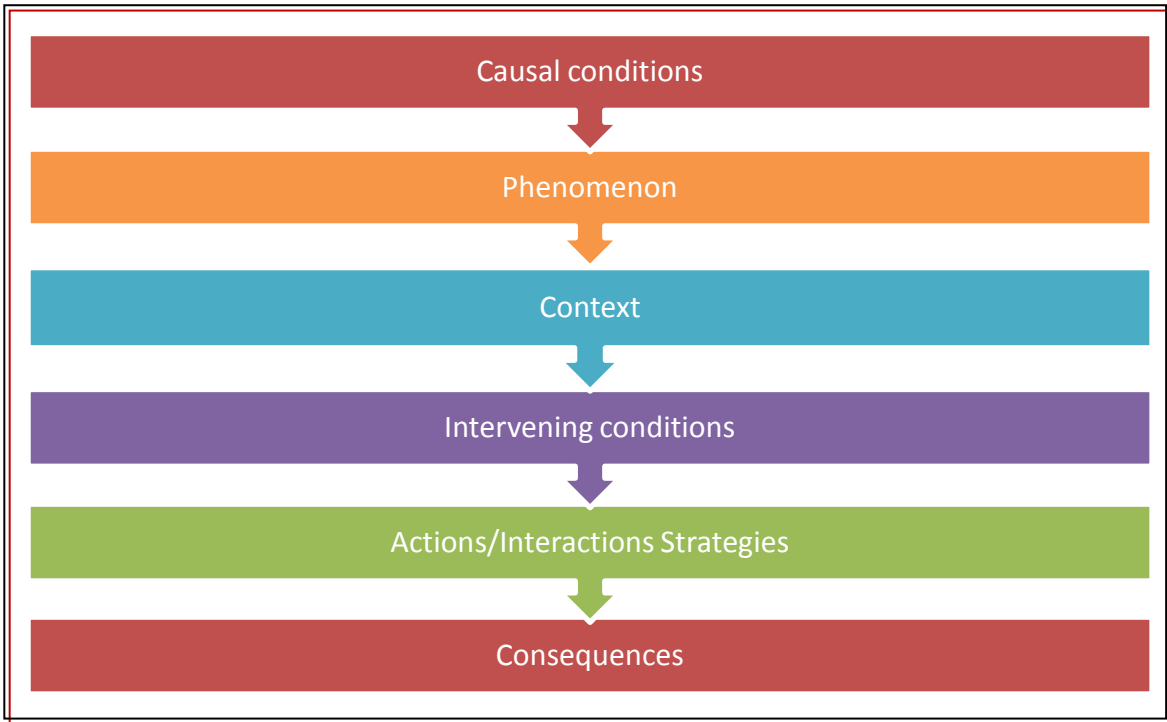 Causal conditions
Phenomenon
Context
Intervening conditions
Actions/Interactions Strategies
Consequences